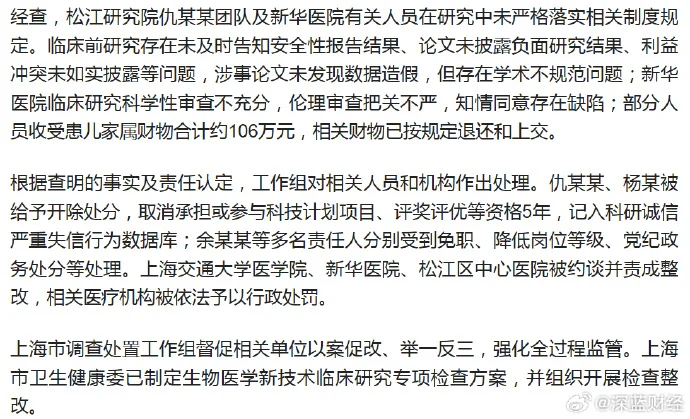 经查，松江研究院仇某某团队及新华医院有关人员在研究中未严格落实相关制度规
定。临床前研究存在未及时告知安全性报告结果、论文未披露负面研究结果、利益
冲突未如实披露等问题，涉事论文未发现数据造假，但存在学术不规范问题；新华
医院临床研究科学性审查不充分，伦理审查把关不严，知情同意存在缺陷；部分人
员收受患儿家属财物合计约106万元，相关财物已按规定退还和上交。
根据查明的事实及责任认定，工作组对相关人员和机构作出处理。仇某某、杨某被
给予开除处分，取消承担或参与科技计划项目、评奖评优等资格5年，记入科研诚信
严重失信行为数据库；余某某等多名责任人分别受到免职、降低岗位等级、党纪政
务处分等处理。上海交通大学医学院、新华医院、松江区中心医院被约谈并责成整
改，相关医疗机构被依法予以行政处罚。
上海市调查处置工作组督促相关单位以案促改、举一反三，强化全过程监管。上海
市卫生健康委已制定生物医学新技术临床研究专项检查方案，并组织开展检查整
改。
@深蓝财经